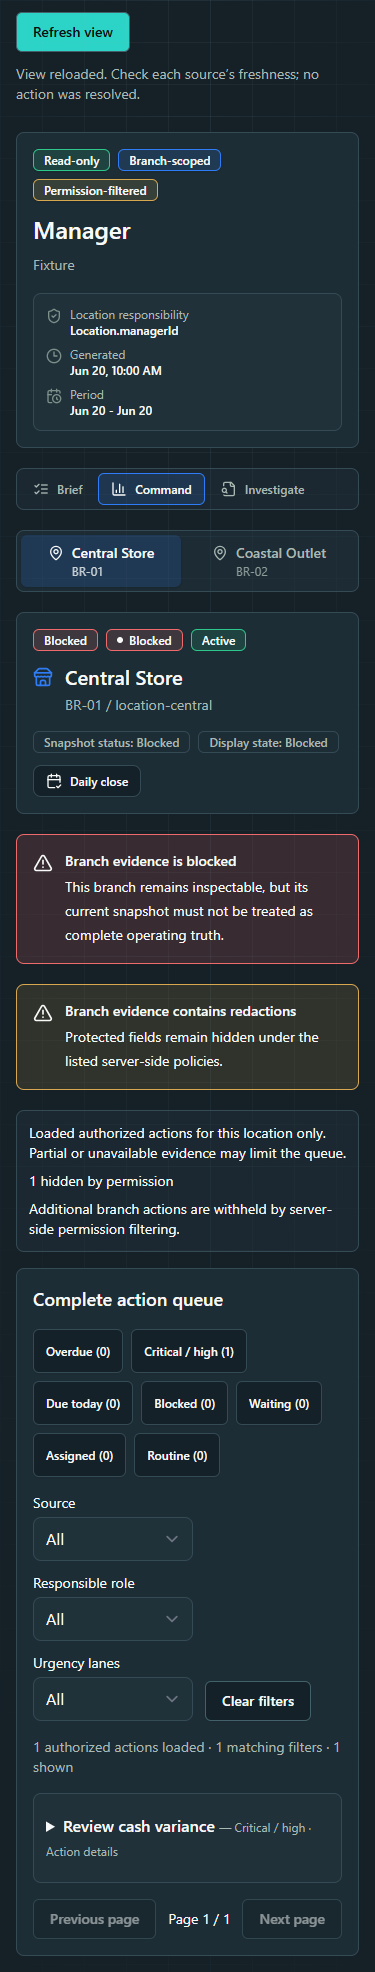 Refresh view
View reloaded. Check each source's freshness; no
action was resolved.
Read-only
Branch-scoped
Permission-filtered
Manager
Fixture
Location responsibility
Location.managerId
Generated
Jun 20, 10:00 AM
Period
Jun 20 - Jun 20
Brief
Command
Investigate
Central Store
BR-01
Coastal Outlet
BR-02
Blocked
Blocked
Active
Central Store
BR-01 / location-central
Snapshot status: Blocked
Display state: Blocked
Daily close
Branch evidence is blocked
This branch remains inspectable, but its
current snapshot must not be treated as
complete operating truth.
Branch evidence contains redactions
Protected fields remain hidden under the
listed server-side policies.
Loaded authorized actions for this location only.
Partial or unavailable evidence may limit the queue.
1 hidden by permission
Additional branch actions are withheld by server-
side permission filtering.
Complete action queue
Overdue (0)
Critical / high (1)
Due today (0)
Blocked (0)
Waiting (0)
Assigned (0)
Routine (0)
Source
All
Responsible role
All
Urgency lanes
All
Clear filters
1 authorized actions loaded · 1 matching filters · 1
shown
Review cash variance — Critical / high ·
Action details
Previous page
Page 1 / 1
Next page